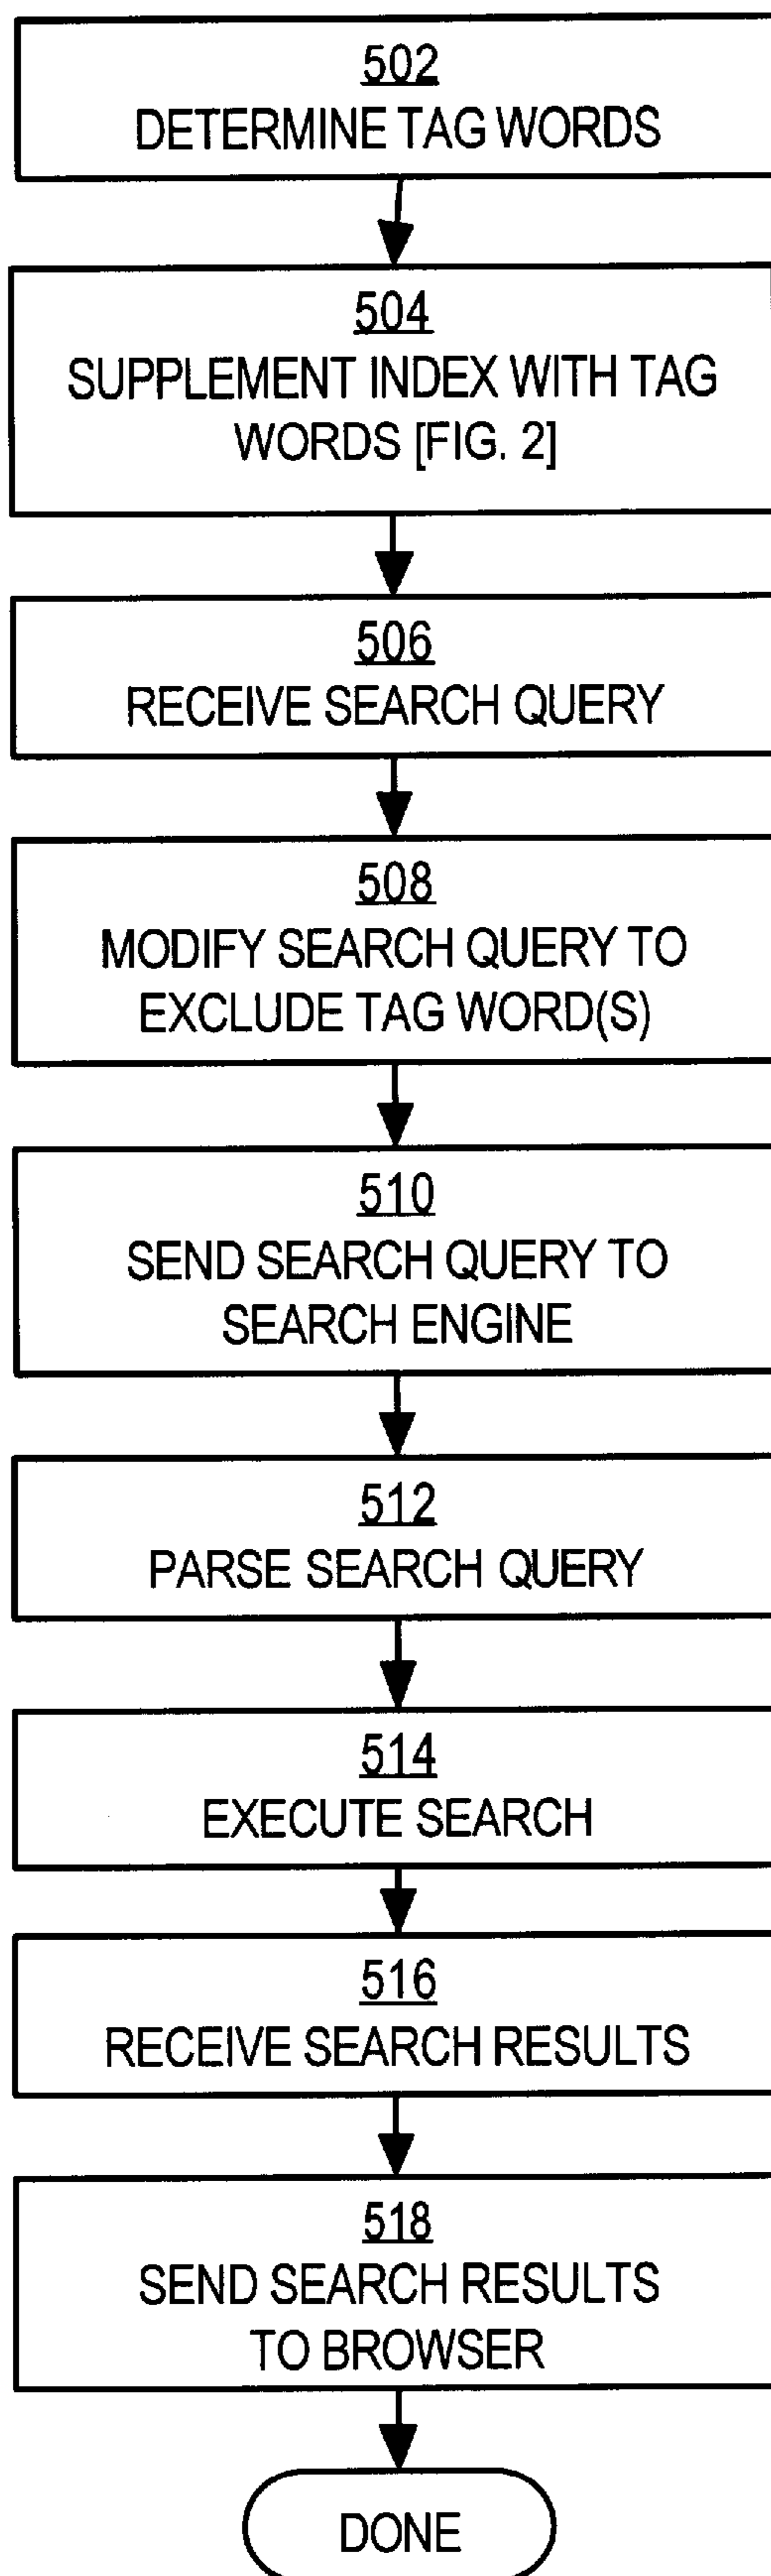 502
DETERMINE TAG WORDS
504
SUPPLEMENT INDEX WITH TAG
WORDS [FIG. 2]
506
RECEIVE SEARCH QUERY
508
MODIFY SEARCH QUERY TO
EXCLUDE TAG WORD(S)
510
SEND SEARCH QUERY TO
SEARCH ENGINE
512
PARSE SEARCH QUERY
514
EXECUTE SEARCH
516
RECEIVE SEARCH RESULTS
518
SEND SEARCH RESULTS
TO BROWSER
DONE